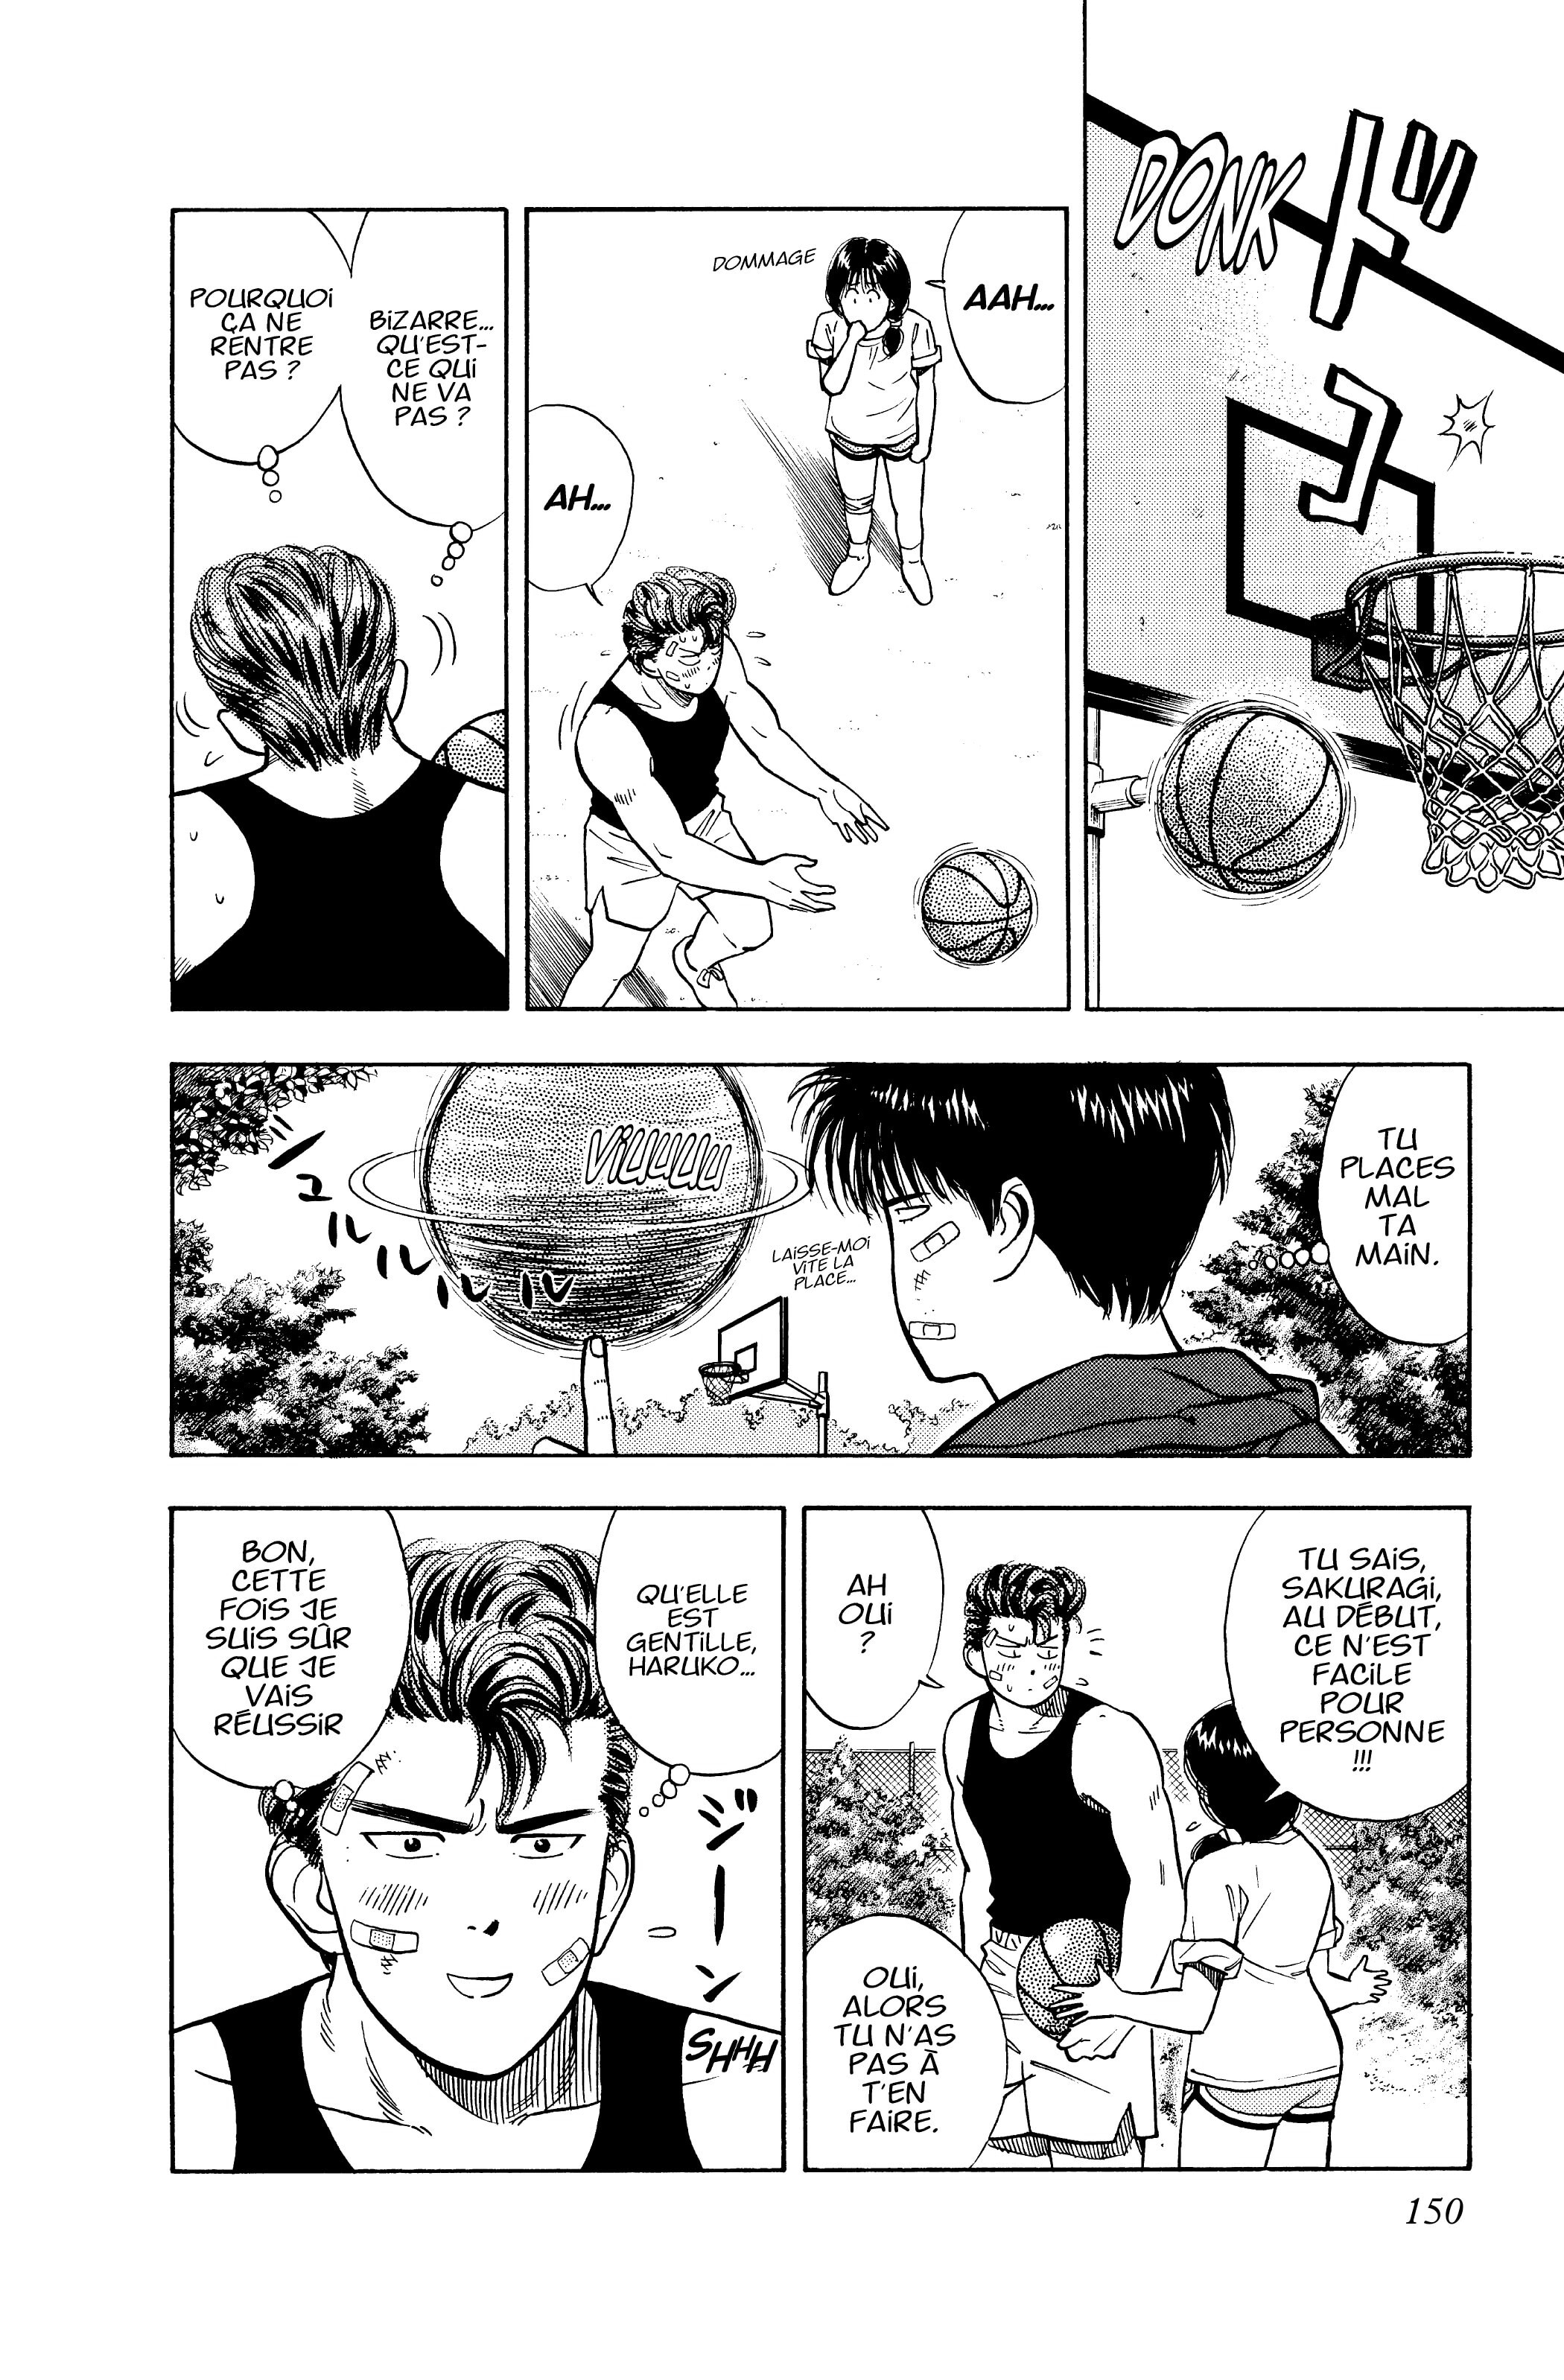 DONK
ドッ
コ
AAH...
DOMMAGE
AH...
BIZARRE...
QU'EST-
CE QUI
NE VA
PAS ?
POURQUOI
ÇA NE
RENTRE
PAS ?
TU
PLACES
MAL
TA
MAIN.
LAISSE-MOI
VITE LA
PLACE...
VIUUUU
シュルルルルル
TU SAIS,
SAKURAGI,
AU DÉBUT,
CE N'EST
FACILE
POUR
PERSONNE
!!!
AH
OUI
?
OUI,
ALORS
TU N'AS
PAS À
T'EN
FAIRE.
QU'ELLE
EST
GENTILLE,
HARUKO...
BON,
CETTE
FOIS JE
SUIS SÛR
QUE JE
VAIS
RÉUSSIR
ジーン
SHHH
150